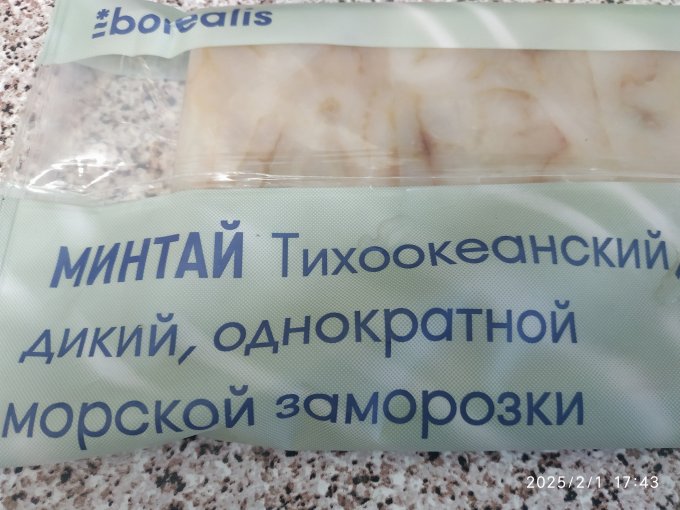 borealis
МИНТАЙ Тихоокеанский,
дикий, однократной
морской заморозки
2025/2/1 17:43